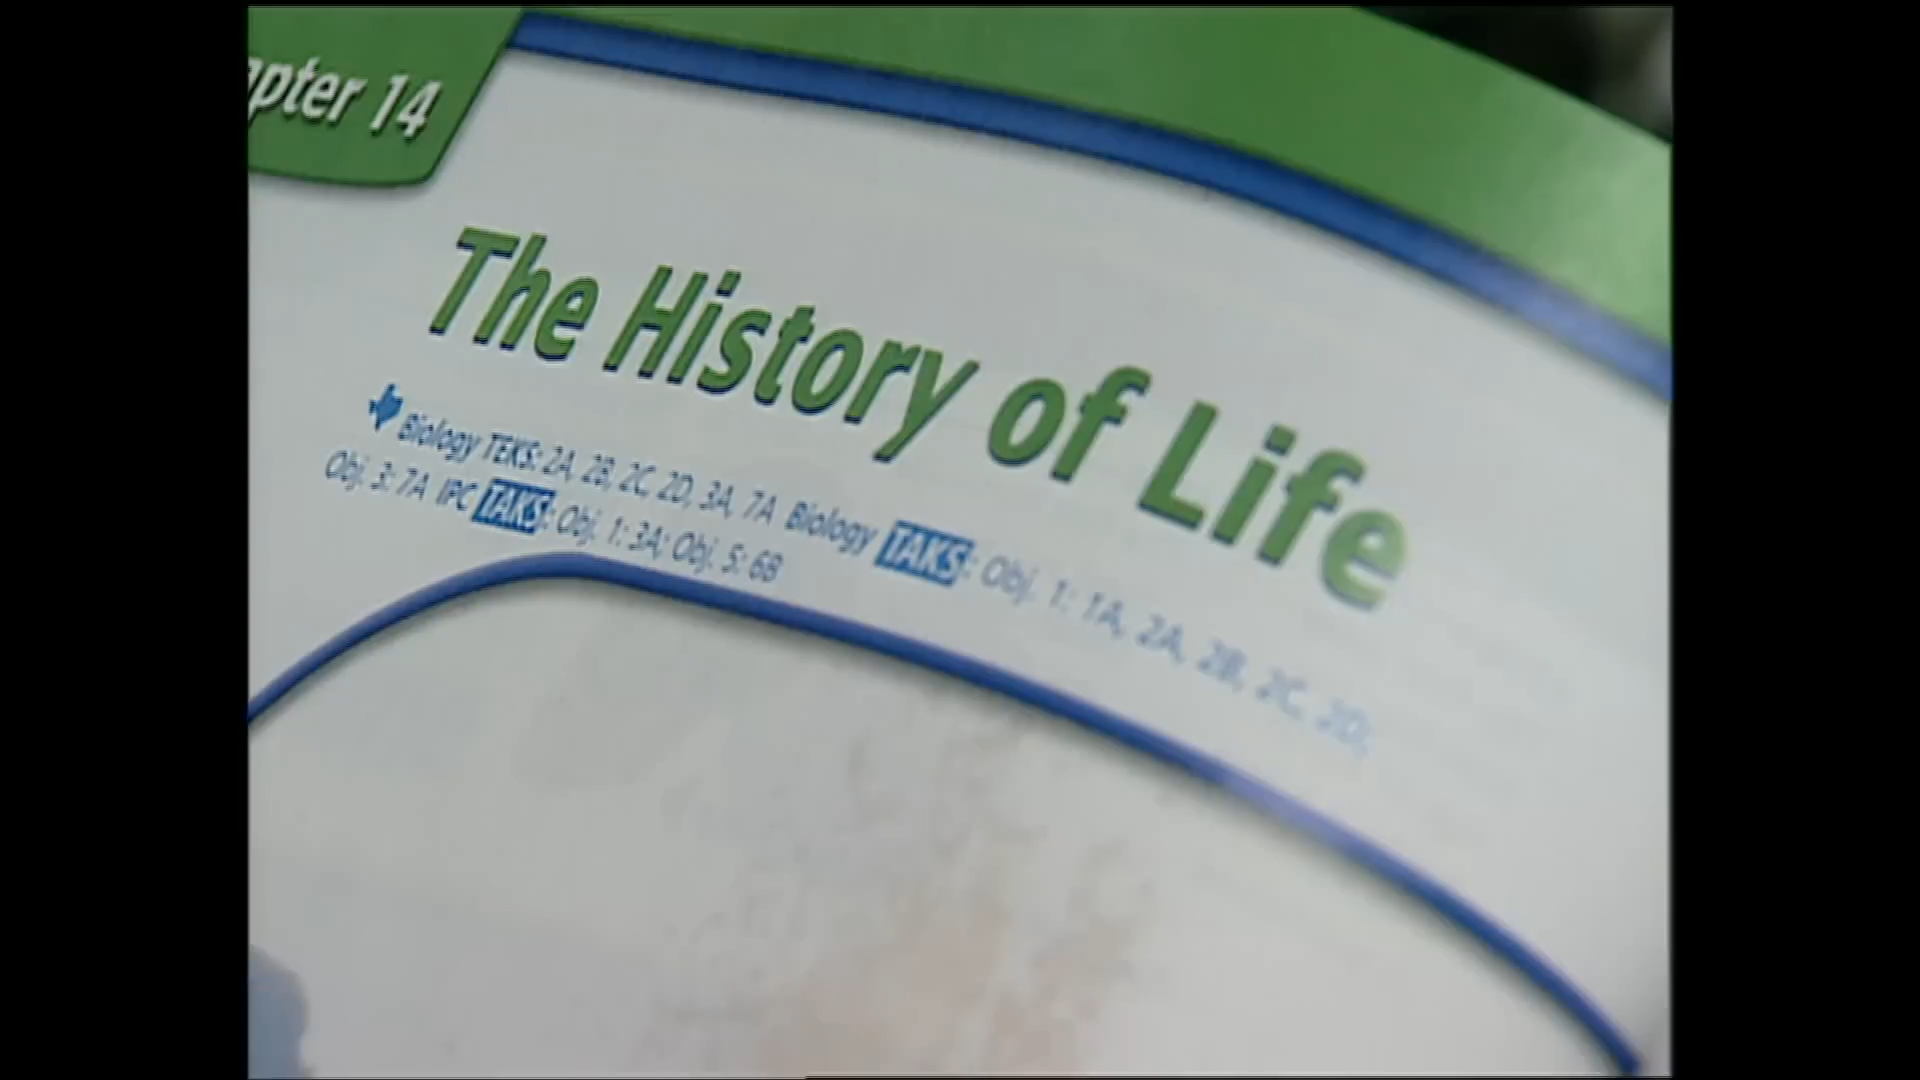 pter 14
The History of Life
Biology TEKS: 2A, 2B, 2C, 2D, 3A, 7A Biology TAKS: Obj. 1: 1A, 2A, 2B, 2C, 2D;
Obj. 3: 7A IPC TAKS: Obj. 1: 3A; Obj. 5: 6B